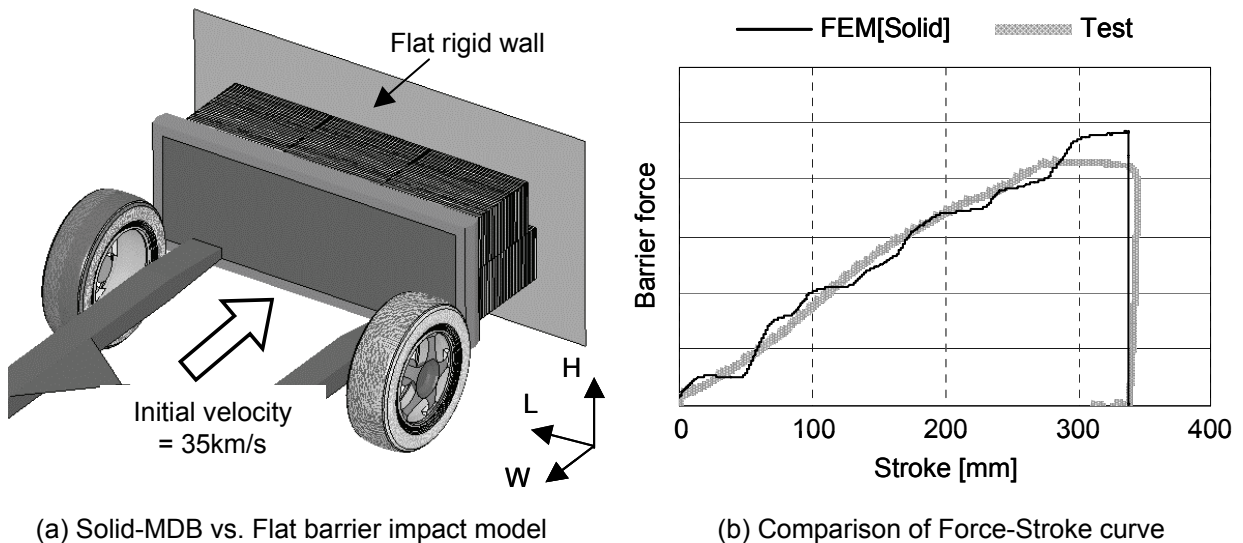 Flat rigid wall
Initial velocity
= 35km/s
H
L
W
(a) Solid-MDB vs. Flat barrier impact model
FEM[Solid] Test
Barrier force
0 100 200 300 400
Stroke [mm]
(b) Comparison of Force-Stroke curve